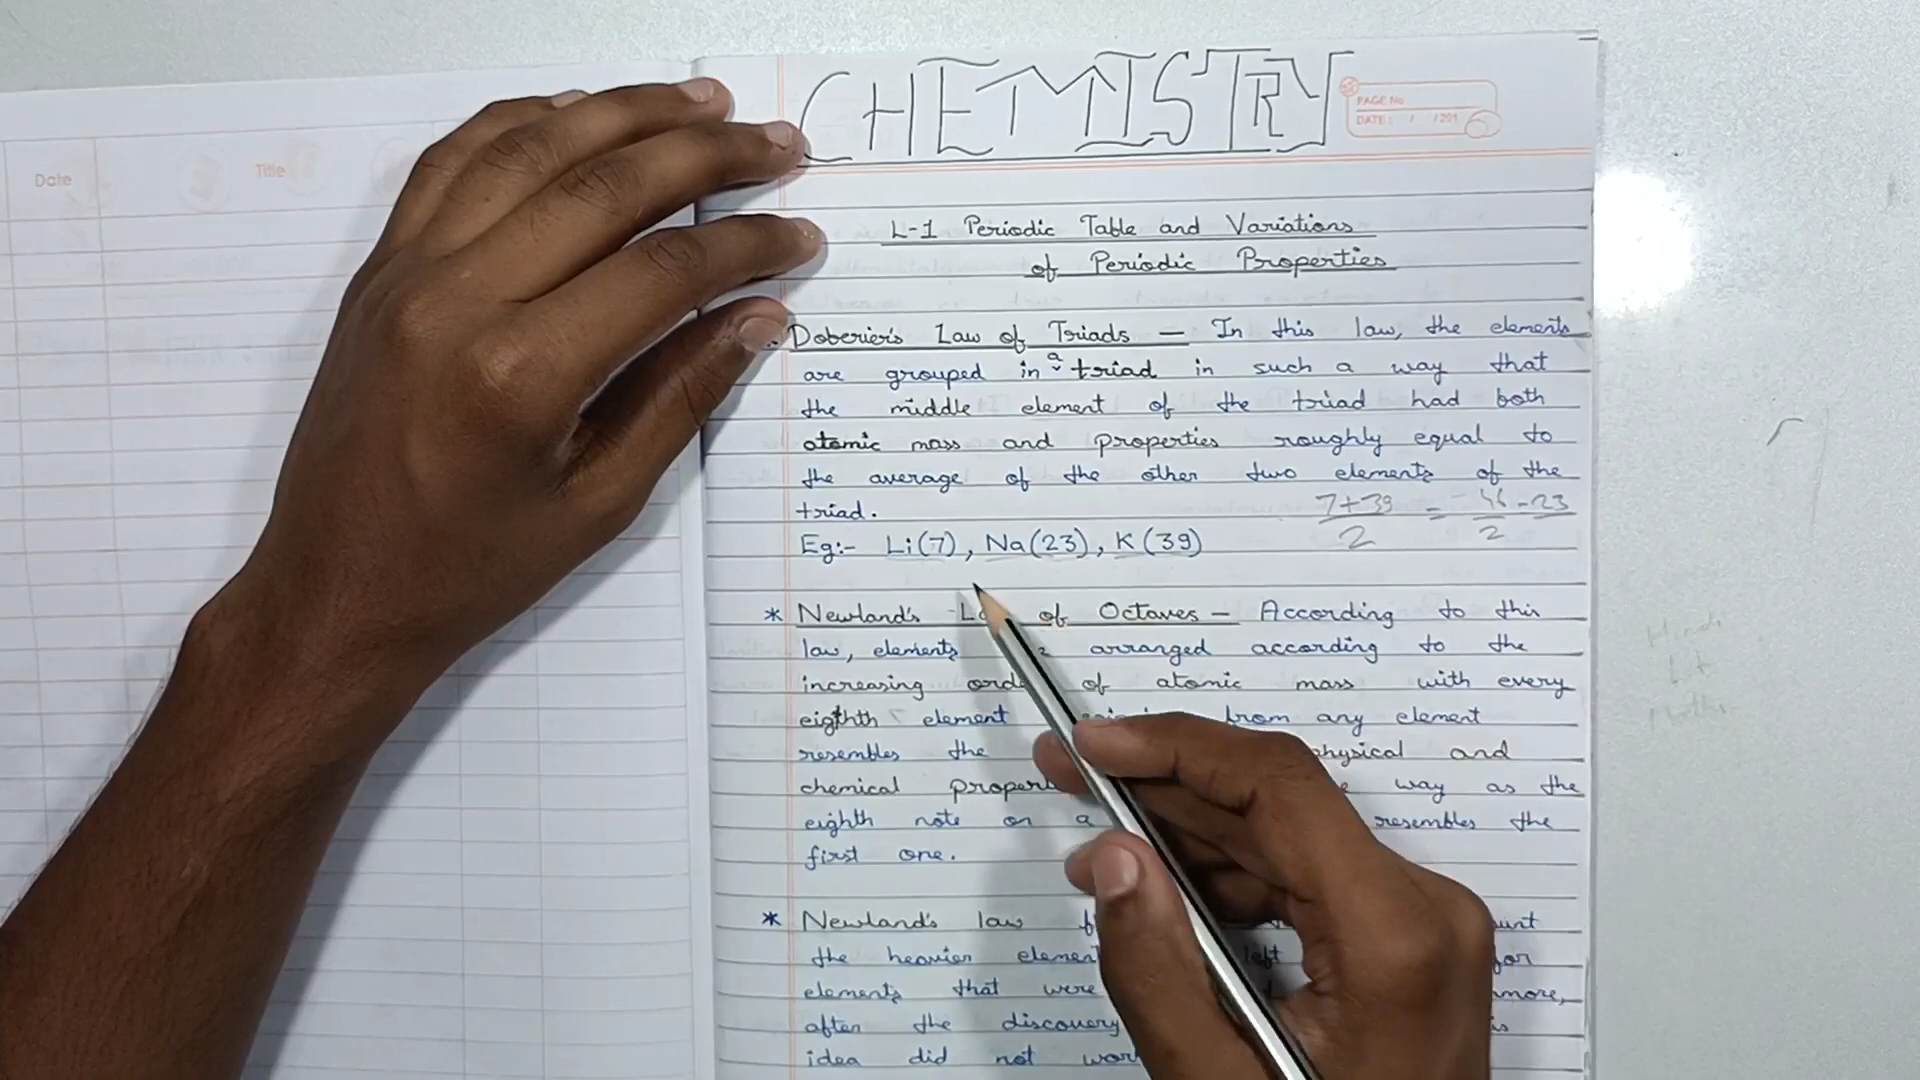 CHEMISTRY
PAGE No
DATE: / /201
Date
Title
L-1 Periodic Table and Variations
of Periodic Properties
Doberier's Law of Triads — In this law, the elements
are grouped in a triad in such a way that
the middle element of the triad had both
atomic mass and properties roughly equal to
the average of the other two elements of the
triad.
7+39 = 46 = 23
2 2
Eg:- Li(7), Na(23), K(39)
* Newland's of Octaves — According to this
law, elements arranged according to the
increasing of atomic mass with every
eighth element from any element
resembles the physical and
chemical way as the
eighth note on a resembles the
first one.
* Newland's law
the heavier left for
elements that were
after the discovery
idea did not